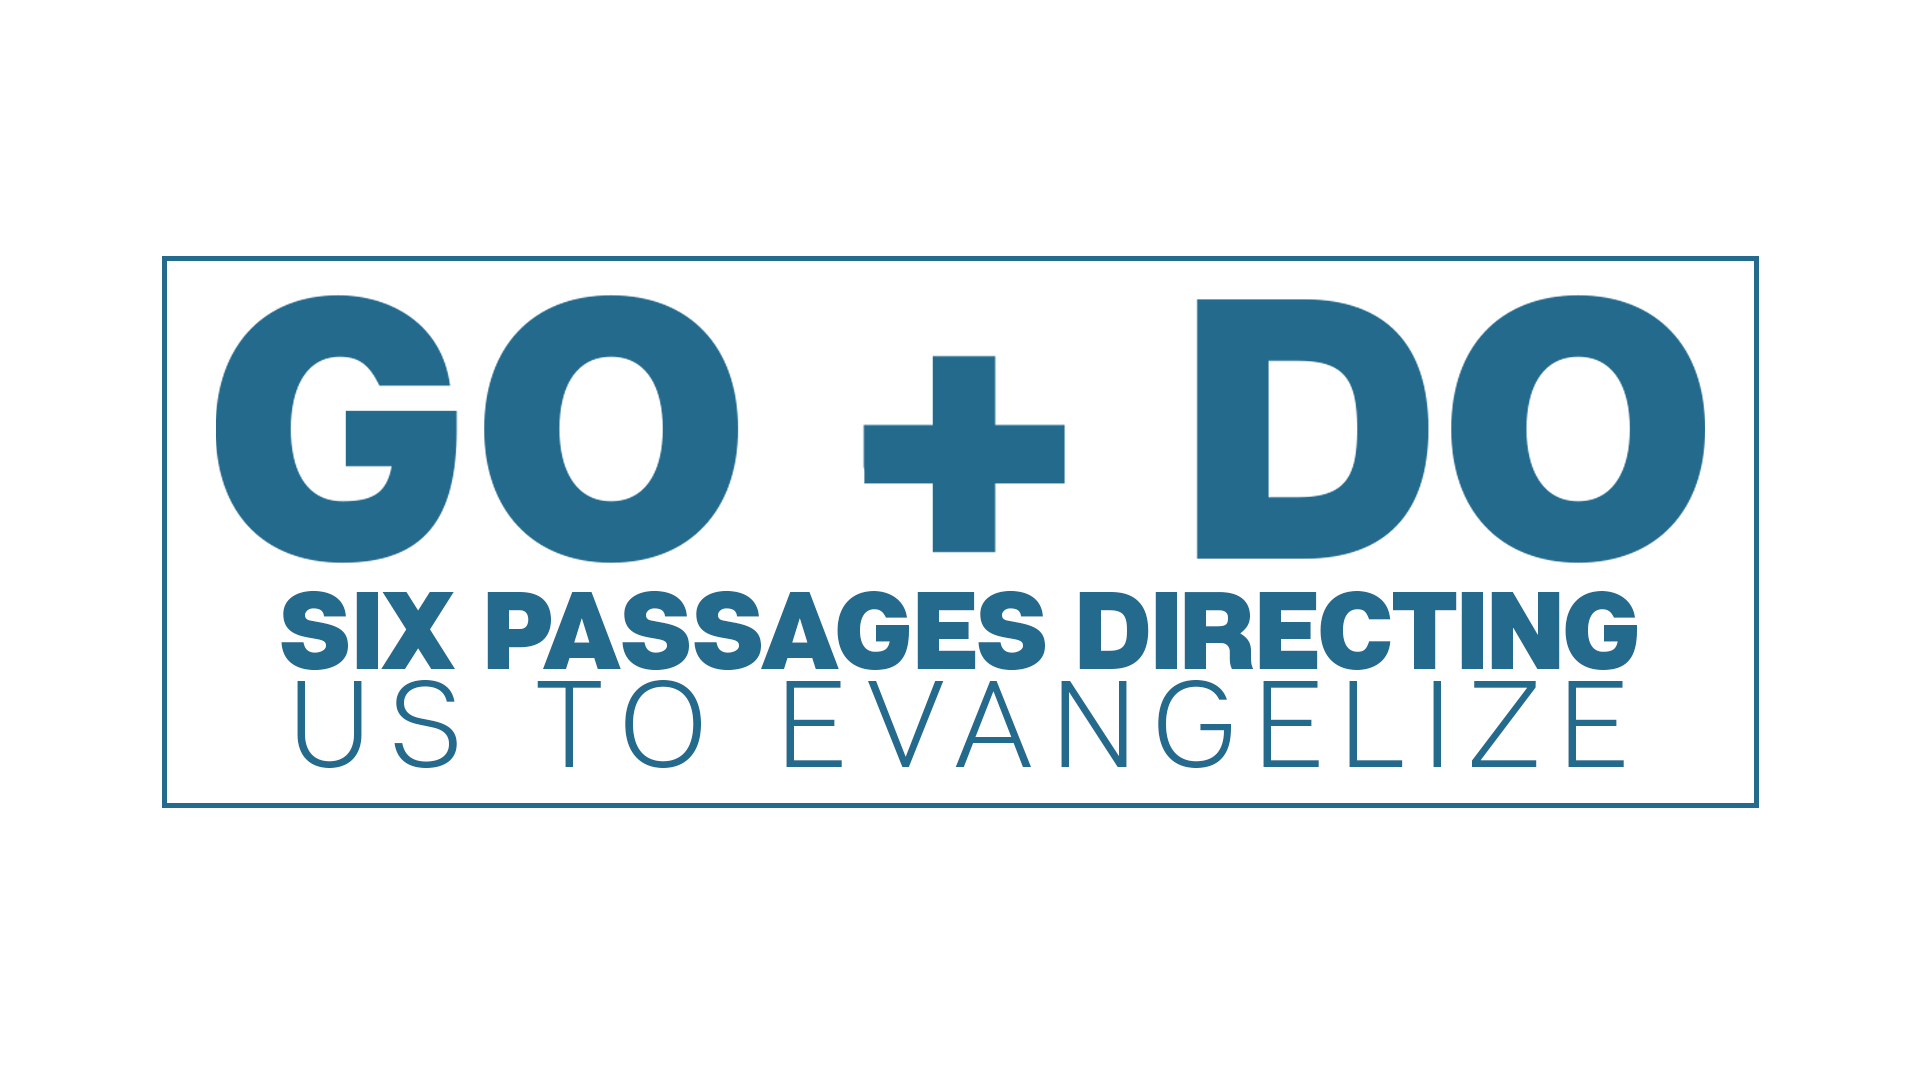 GO + DO
SIX PASSAGES DIRECTING
US TO EVANGELIZE